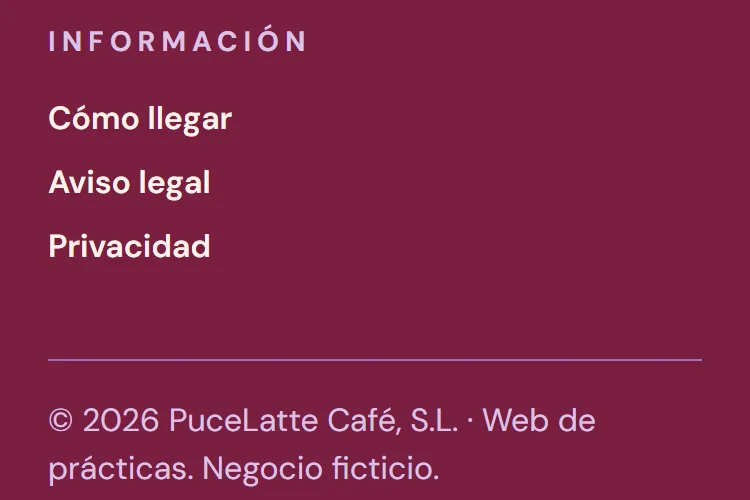 INFORMACIÓN
Cómo llegar
Aviso legal
Privacidad
© 2026 PuceLatte Café, S.L. · Web de
prácticas. Negocio ficticio.